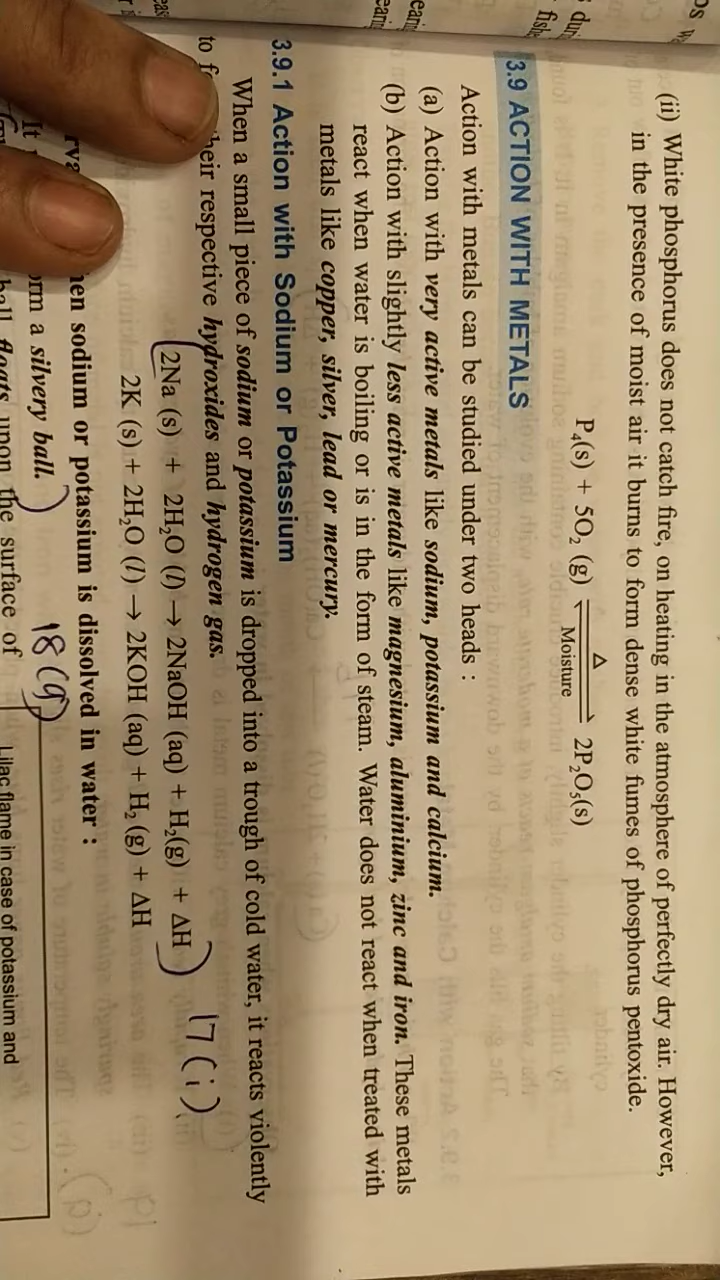 (ii) White phosphorus does not catch fire, on heating in the atmosphere of perfectly dry air. However,
in the presence of moist air it burns to form dense white fumes of phosphorus pentoxide.
P₄(s) + 5O₂ (g) ⇌ 2P₂O₅(s)
Δ
Moisture
3.9 ACTION WITH METALS
Action with metals can be studied under two heads :
(a) Action with very active metals like sodium, potassium and calcium.
(b) Action with slightly less active metals like magnesium, aluminium, zinc and iron. These metals
react when water is boiling or is in the form of steam. Water does not react when treated with
metals like copper, silver, lead or mercury.
3.9.1 Action with Sodium or Potassium
When a small piece of sodium or potassium is dropped into a trough of cold water, it reacts violently
to their respective hydroxides and hydrogen gas.
2Na (s) + 2H₂O (l) → 2NaOH (aq) + H₂(g) + ΔH
17 (i)
2K (s) + 2H₂O (l) → 2KOH (aq) + H₂ (g) + ΔH
sodium or potassium is dissolved in water :
a silvery ball.
18 (g)
floats upon the surface of
Lilac flame in case of potassium and